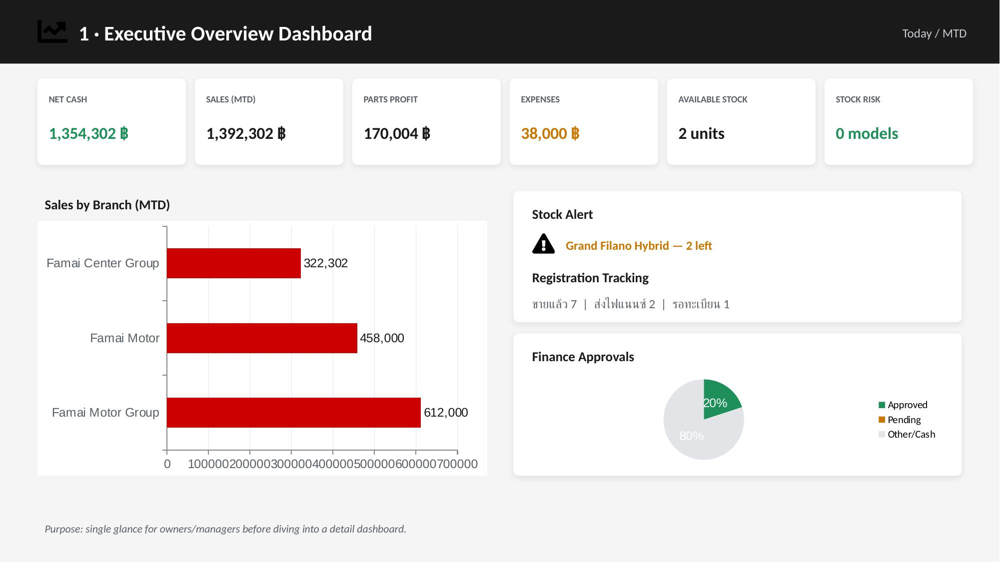 1 · Executive Overview Dashboard
Today / MTD
NET CASH
1,354,302 ฿
SALES (MTD)
1,392,302 ฿
PARTS PROFIT
170,004 ฿
EXPENSES
38,000 ฿
AVAILABLE STOCK
2 units
STOCK RISK
0 models
Sales by Branch (MTD)
Famai Center Group
322,302
Famai Motor
458,000
Famai Motor Group
612,000
0 100000 200000 300000 400000 500000 600000 700000
Stock Alert
Grand Filano Hybrid — 2 left
Registration Tracking
ขายแล้ว 7 | ส่งไฟแนนซ์ 2 | รอทะเบียน 1
Finance Approvals
20%
80%
Approved
Pending
Other/Cash
Purpose: single glance for owners/managers before diving into a detail dashboard.